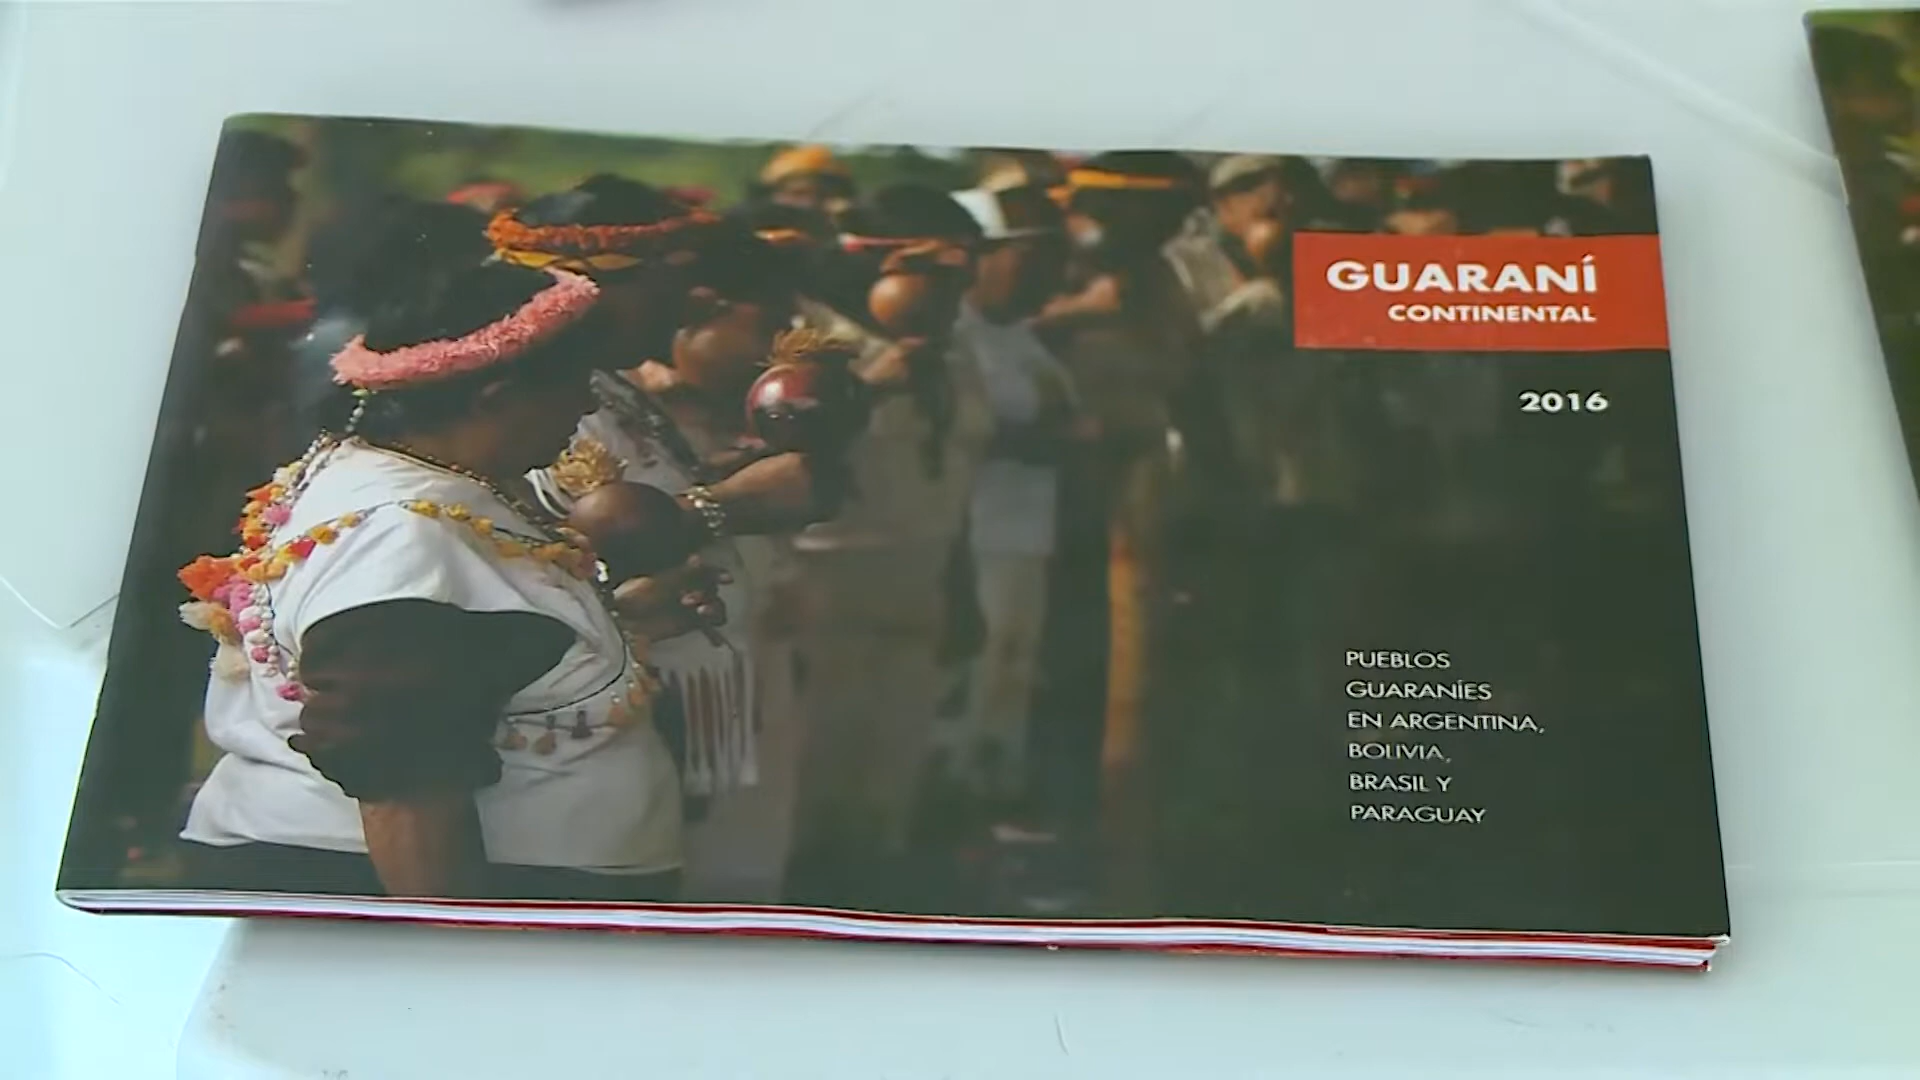 GUARANÍ
CONTINENTAL
2016
PUEBLOS
GUARANÍES
EN ARGENTINA,
BOLIVIA,
BRASIL Y
PARAGUAY